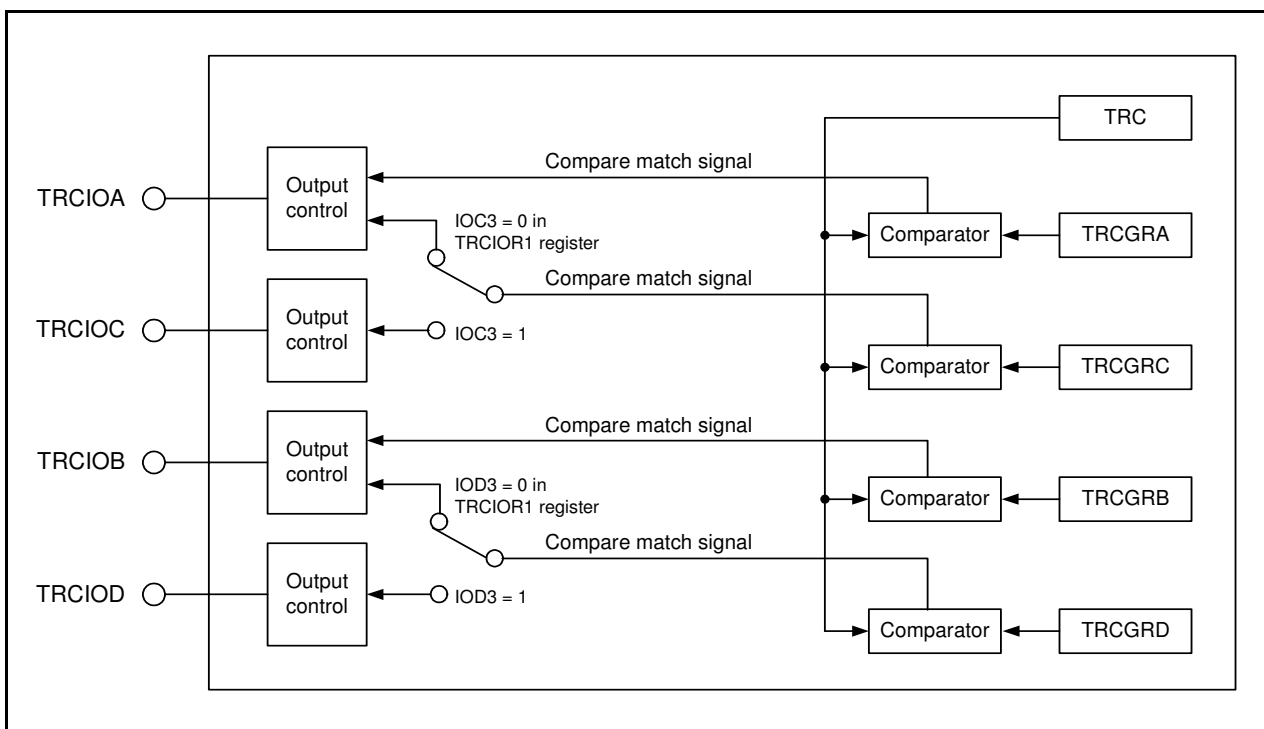 TRC
Compare match signal
Output
control
TRCIOA
IOC3 = 0 in
TRCIOR1 register
Comparator
TRCGRA
Compare match signal
TRCIOC
Output
control
IOC3 = 1
Comparator
TRCGRC
Compare match signal
Output
control
TRCIOB
IOD3 = 0 in
TRCIOR1 register
Comparator
TRCGRB
Compare match signal
TRCIOD
Output
control
IOD3 = 1
Comparator
TRCGRD